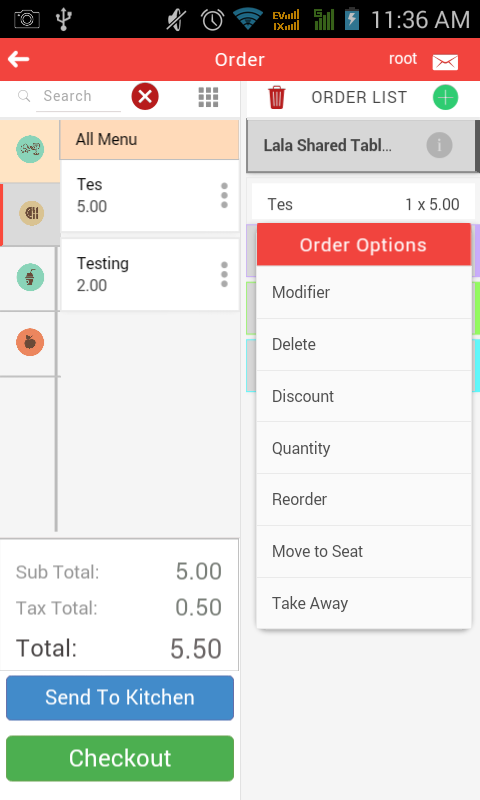 EV 1X G 11:36 AM
Order root
Search
ORDER LIST
All Menu
Lala Shared Tabl...
i
Tes
5.00
Tes 1 x 5.00
Testing
2.00
Order Options
Modifier
Delete
Discount
Quantity
Reorder
Move to Seat
Take Away
Sub Total: 5.00
Tax Total: 0.50
Total: 5.50
Send To Kitchen
Checkout